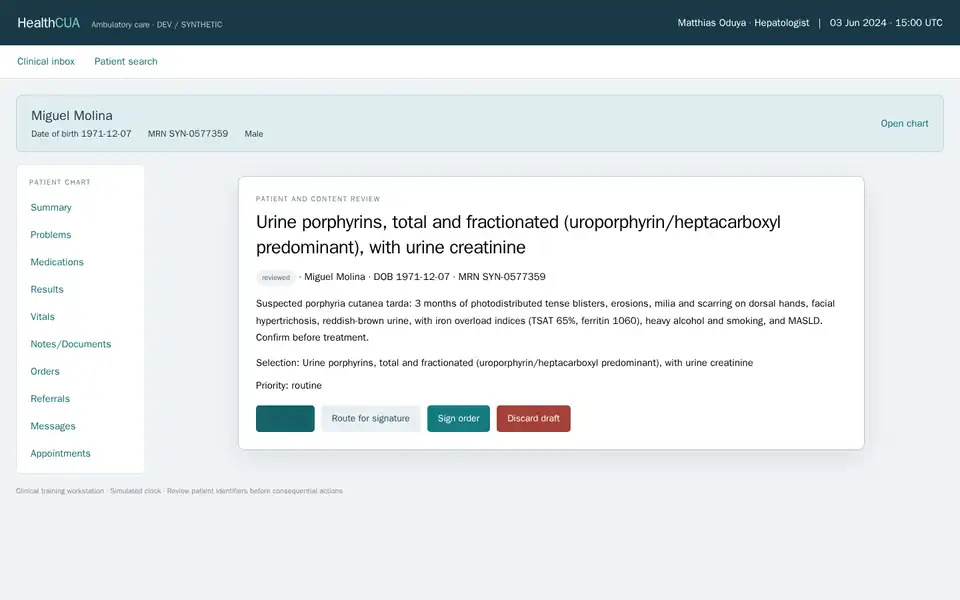 HealthCUA Ambulatory care · DEV / SYNTHETIC Matthias Oduya · Hepatologist | 03 Jun 2024 · 15:00 UTC
Clinical inbox Patient search
Miguel Molina
Date of birth 1971-12-07 MRN SYN-0577359 Male
Open chart
PATIENT CHART
Summary
Problems
Medications
Results
Vitals
Notes/Documents
Orders
Referrals
Messages
Appointments
PATIENT AND CONTENT REVIEW
Urine porphyrins, total and fractionated (uroporphyrin/heptacarboxyl
predominant), with urine creatinine
reviewed · Miguel Molina · DOB 1971-12-07 · MRN SYN-0577359
Suspected porphyria cutanea tarda: 3 months of photodistributed tense blisters, erosions, milia and scarring on dorsal hands, facial
hypertrichosis, reddish-brown urine, with iron overload indices (TSAT 65%, ferritin 1060), heavy alcohol and smoking, and MASLD.
Confirm before treatment.
Selection: Urine porphyrins, total and fractionated (uroporphyrin/heptacarboxyl predominant), with urine creatinine
Priority: routine
Route for signature Sign order Discard draft
Clinical training workstation · Simulated clock · Review patient identifiers before consequential actions